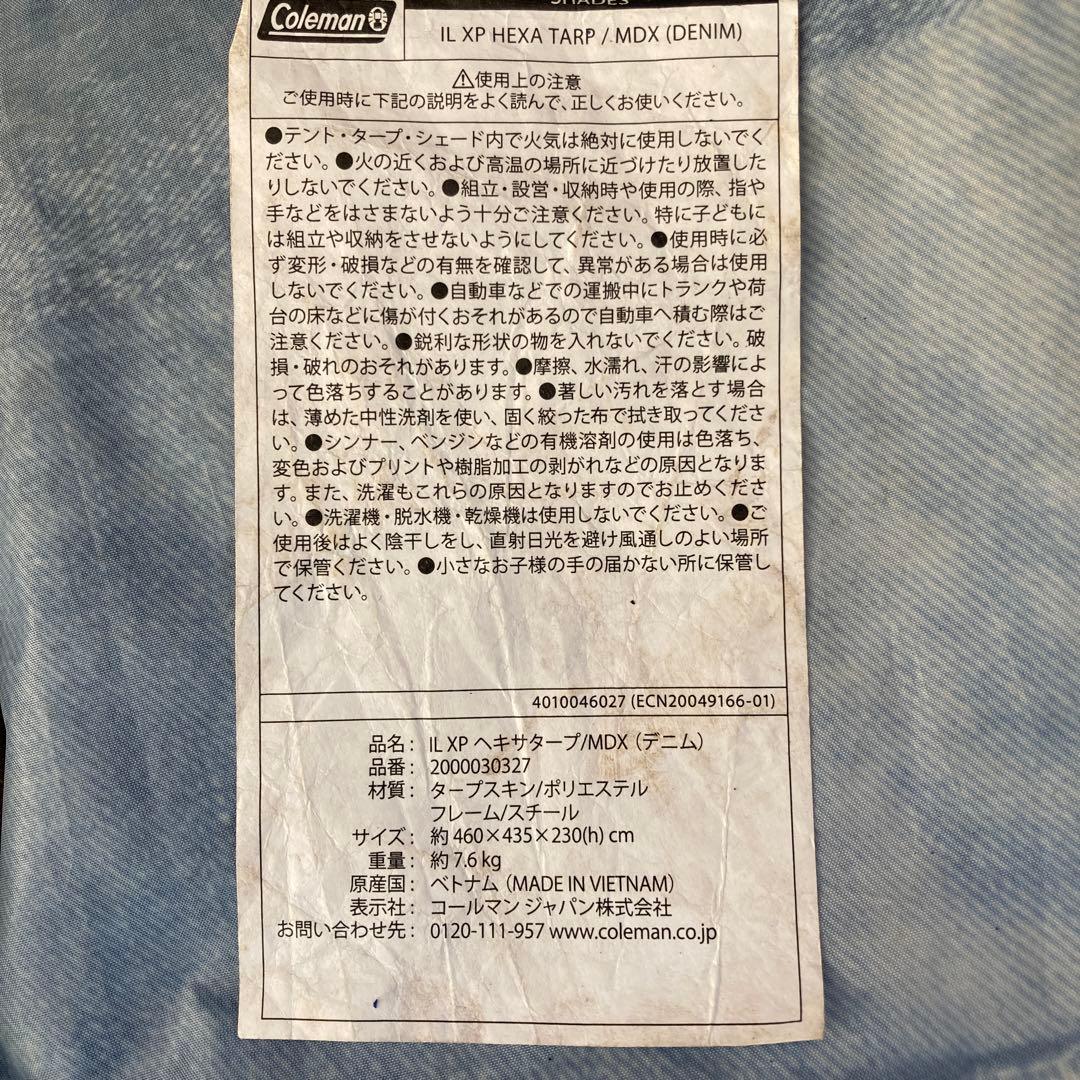 SHADES
Coleman
IL XP HEXA TARP / MDX (DENIM)
⚠使用上の注意
ご使用時に下記の説明をよく読んで、正しくお使いください。
●テント・タープ・シェード内で火気は絶対に使用しないでく
ださい。●火の近くおよび高温の場所に近づけたり放置した
りしないでください。●組立・設営・収納時や使用の際、指や
手などをはさまないよう十分ご注意ください。特に子どもに
は組立や収納をさせないようにしてください。●使用時に必
ず変形・破損などの有無を確認して、異常がある場合は使用
しないでください。●自動車などでの運搬中にトランクや荷
台の床などに傷が付くおそれがあるので自動車へ積む際はご
注意ください。●鋭利な形状の物を入れないでください。破
損・破れのおそれがあります。●摩擦、水濡れ、汗の影響によ
って色落ちすることがあります。●著しい汚れを落とす場合
は、薄めた中性洗剤を使い、固く絞った布で拭き取ってくださ
い。●シンナー、ベンジンなどの有機溶剤の使用は色落ち、
変色およびプリントや樹脂加工の剥がれなどの原因となりま
す。また、洗濯もこれらの原因となりますのでお止めくださ
い。●洗濯機・脱水機・乾燥機は使用しないでください。●ご
使用後はよく陰干しをし、直射日光を避け風通しのよい場所
で保管ください。●小さなお子様の手の届かない所に保管し
てください。
4010046027 (ECN20049166-01)
品名： IL XP ヘキサタープ/MDX（デニム）
品番： 2000030327
材質： タープスキン/ポリエステル
フレーム/スチール
サイズ： 約 460×435×230(h) cm
重量： 約 7.6 kg
原産国： ベトナム（MADE IN VIETNAM）
表示社： コールマン ジャパン株式会社
お問い合わせ先： 0120-111-957 www.coleman.co.jp